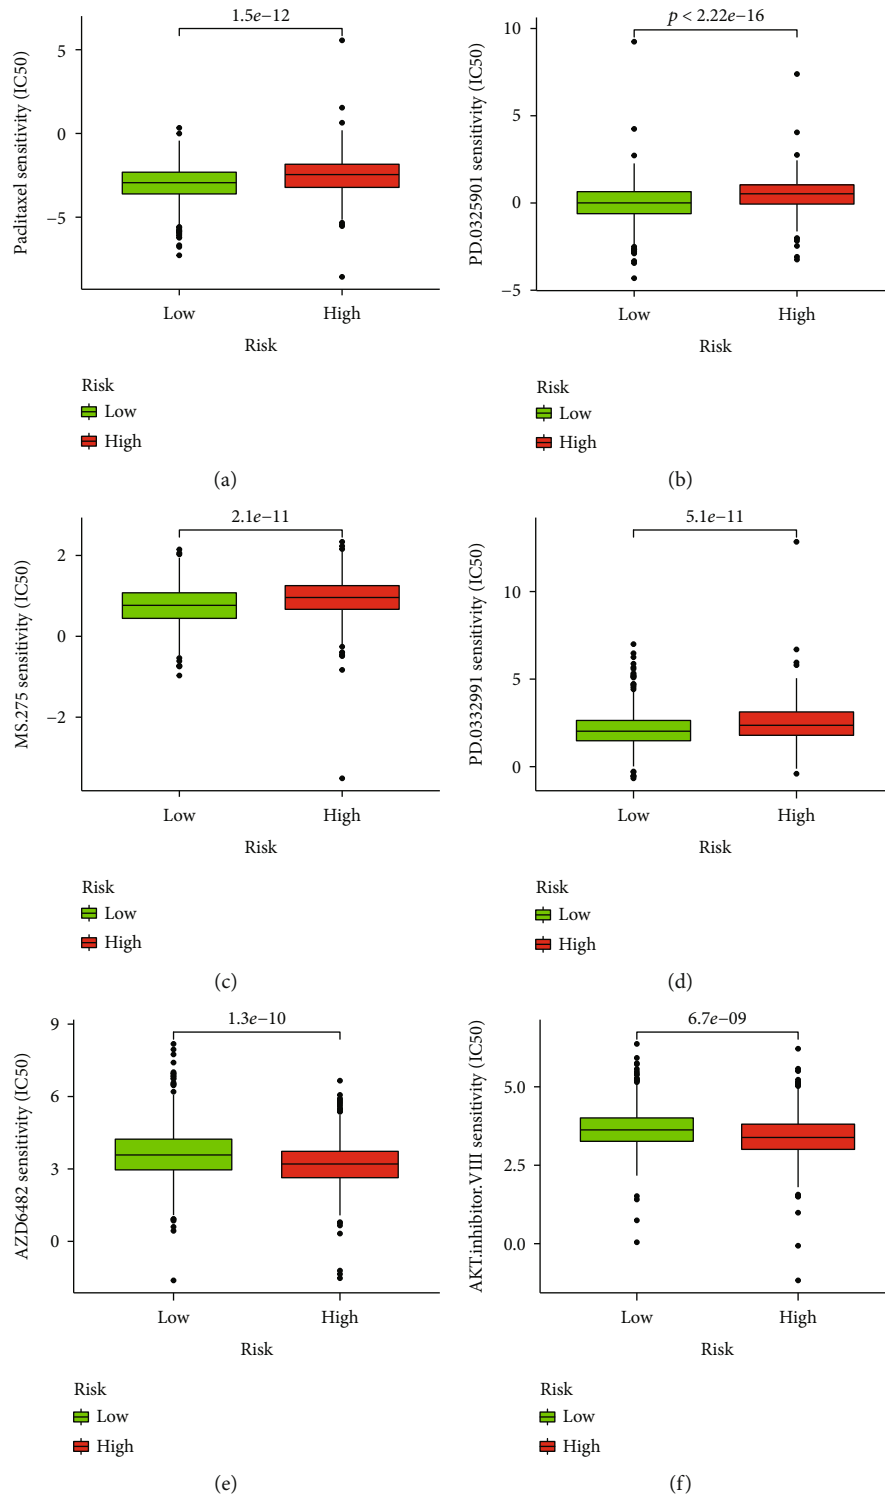 1.5e−12
Paclitaxel sensitivity (IC50)
5
0
−5
Low
High
Risk
Risk
Low
High
(a)
p < 2.22e−16
PD.0325901 sensitivity (IC50)
10
5
0
−5
Low
High
Risk
Risk
Low
High
(b)
2.1e−11
MS.275 sensitivity (IC50)
2
0
−2
Low
High
Risk
Risk
Low
High
(c)
5.1e−11
PD.0332991 sensitivity (IC50)
10
5
0
Low
High
Risk
Risk
Low
High
(d)
1.3e−10
AZD6482 sensitivity (IC50)
9
6
3
0
Low
High
Risk
Risk
Low
High
(e)
6.7e−09
AKT.inhibitor.VIII sensitivity (IC50)
5.0
2.5
0.0
Low
High
Risk
Risk
Low
High
(f)